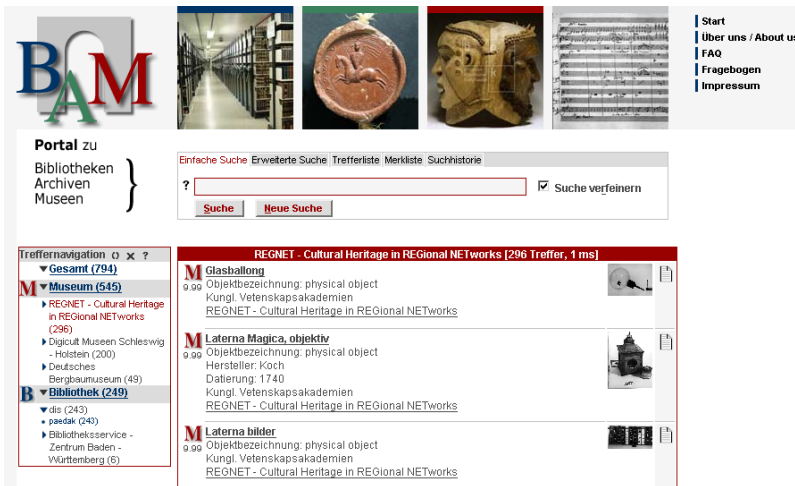 BAM
Start
Über uns / About us
FAQ
Fragebogen
Impressum
Portal zu
Bibliotheken
Archiven
Museen
Einfache Suche Erweiterte Suche Trefferliste Merkliste Suchhistorie
? Suche verfeinern
Suche Neue Suche
Treffernavigation ?
Gesamt (794)
M Museum (545)
REGNET - Cultural Heritage
in REGional NETworks
(296)
Digicult Museen Schleswig
- Holstein (200)
Deutsches
Bergbaumuseum (49)
B Bibliothek (249)
dis (243)
paedak (243)
Bibliotheksservice -
Zentrum Baden -
Württemberg (6)
REGNET - Cultural Heritage in REGional NETworks [296 Treffer, 1 ms]
M Glasballong
9.99 Objektbezeichnung: physical object
Kungl. Vetenskapsakademien
REGNET - Cultural Heritage in REGional NETworks
M Laterna Magica, objektiv
9.99 Objektbezeichnung: physical object
Hersteller: Koch
Datierung: 1740
Kungl. Vetenskapsakademien
REGNET - Cultural Heritage in REGional NETworks
M Laterna bilder
9.99 Objektbezeichnung: physical object
Kungl. Vetenskapsakademien
REGNET - Cultural Heritage in REGional NETworks